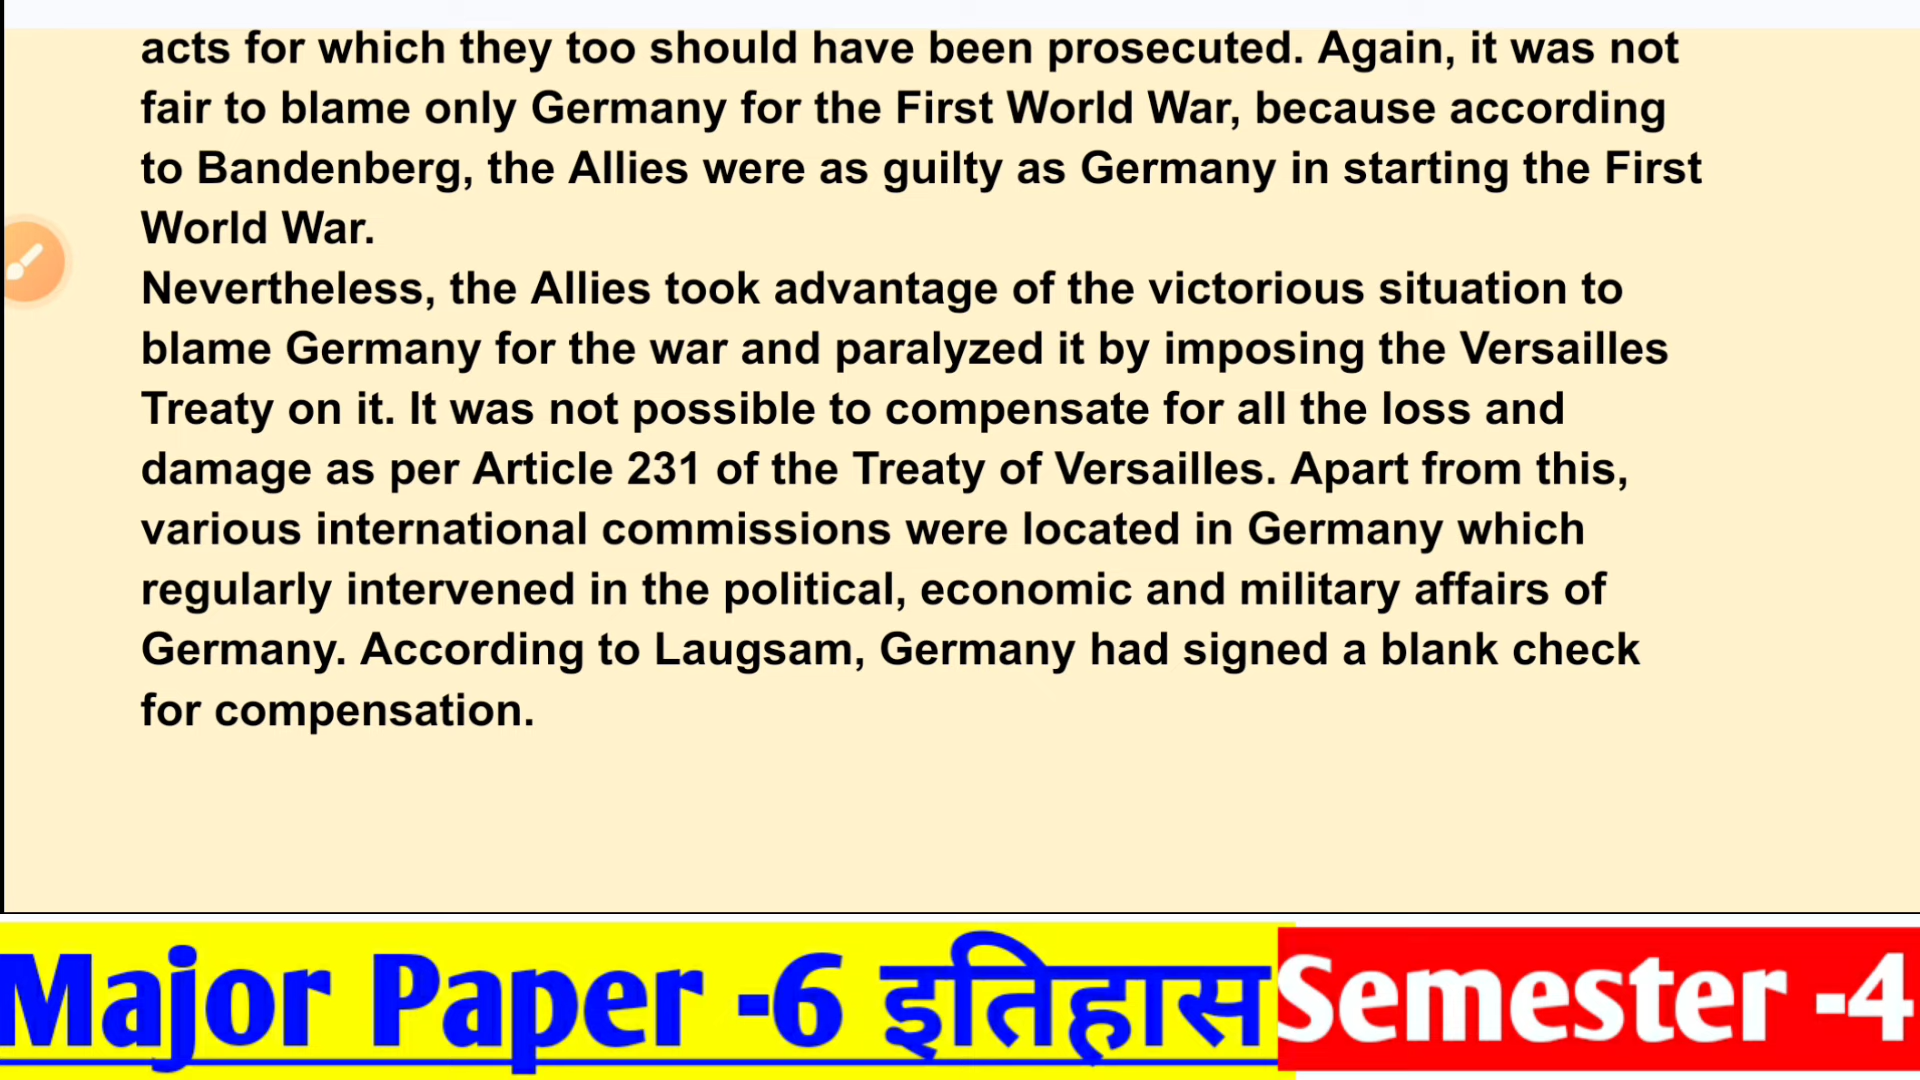 acts for which they too should have been prosecuted. Again, it was not
fair to blame only Germany for the First World War, because according
to Bandenberg, the Allies were as guilty as Germany in starting the First
World War.
Nevertheless, the Allies took advantage of the victorious situation to
blame Germany for the war and paralyzed it by imposing the Versailles
Treaty on it. It was not possible to compensate for all the loss and
damage as per Article 231 of the Treaty of Versailles. Apart from this,
various international commissions were located in Germany which
regularly intervened in the political, economic and military affairs of
Germany. According to Laugsam, Germany had signed a blank check
for compensation.
Major Paper -6 इतिहास Semester -4